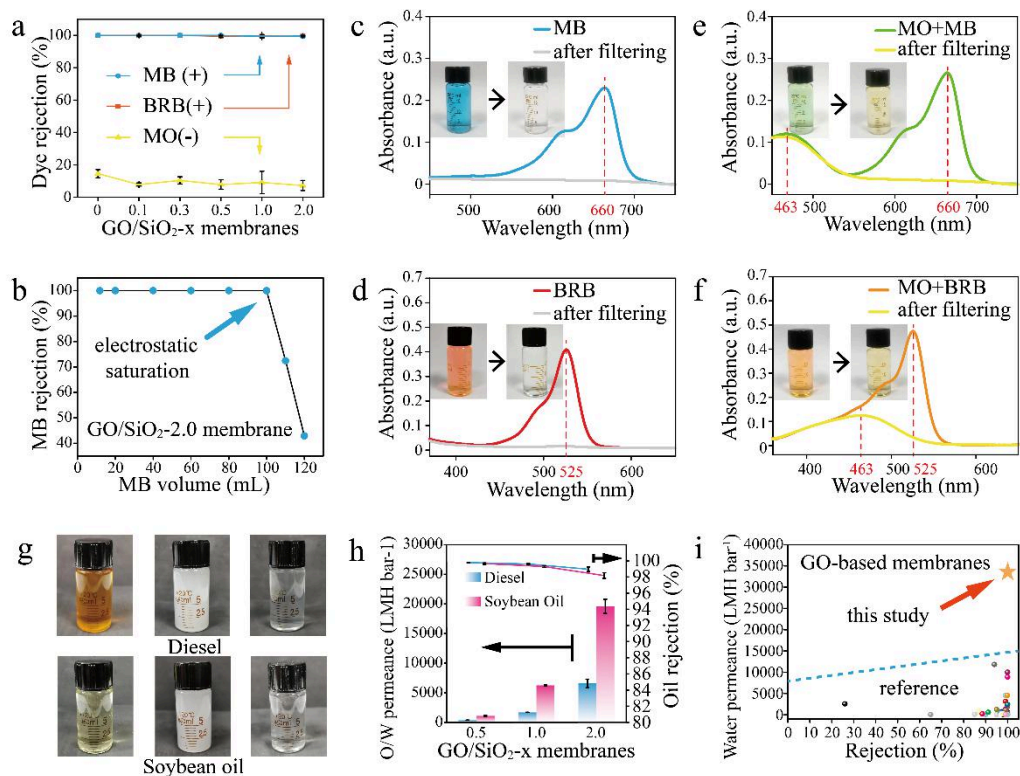 a
Dye rejection (%)
100
80
60
40
20
0
MB (+)
BRB(+)
MO(-)
0 0.1 0.3 0.5 1.0 2.0
GO/SiO₂-x membranes
b
MB rejection (%)
100
90
80
70
60
50
40
electrostatic
saturation
GO/SiO₂-2.0 membrane
0 20 40 60 80 100 120
MB volume (mL)
c
Absorbance (a.u.)
0.4
0.3
0.2
0.1
0
MB
after filtering
500 600 660 700
Wavelength (nm)
d
Absorbance (a.u.)
0.7
0.6
0.5
0.4
0.3
0.2
0.1
0
BRB
after filtering
400 500 525 600
Wavelength (nm)
e
Absorbance (a.u.)
0.4
0.3
0.2
0.1
0
MO+MB
after filtering
463 500 600 660 700
Wavelength (nm)
f
Absorbance (a.u.)
0.7
0.6
0.5
0.4
0.3
0.2
0.1
0
MO+BRB
after filtering
400 463 500 525 600
Wavelength (nm)
g
Diesel
Soybean oil
h
O/W permeance (LMH bar-1)
30000
25000
20000
15000
10000
5000
0
Diesel
Soybean Oil
100
98
96
94
92
90
88
86
84
82
80
Oil rejection (%)
0.5 1.0 2.0
GO/SiO₂-x membranes
i
Water permeance (LMH bar⁻¹)
40000
35000
30000
25000
20000
15000
10000
5000
0
GO-based membranes
this study
reference
0 10 20 30 40 50 60 70 80 90 100
Rejection (%)